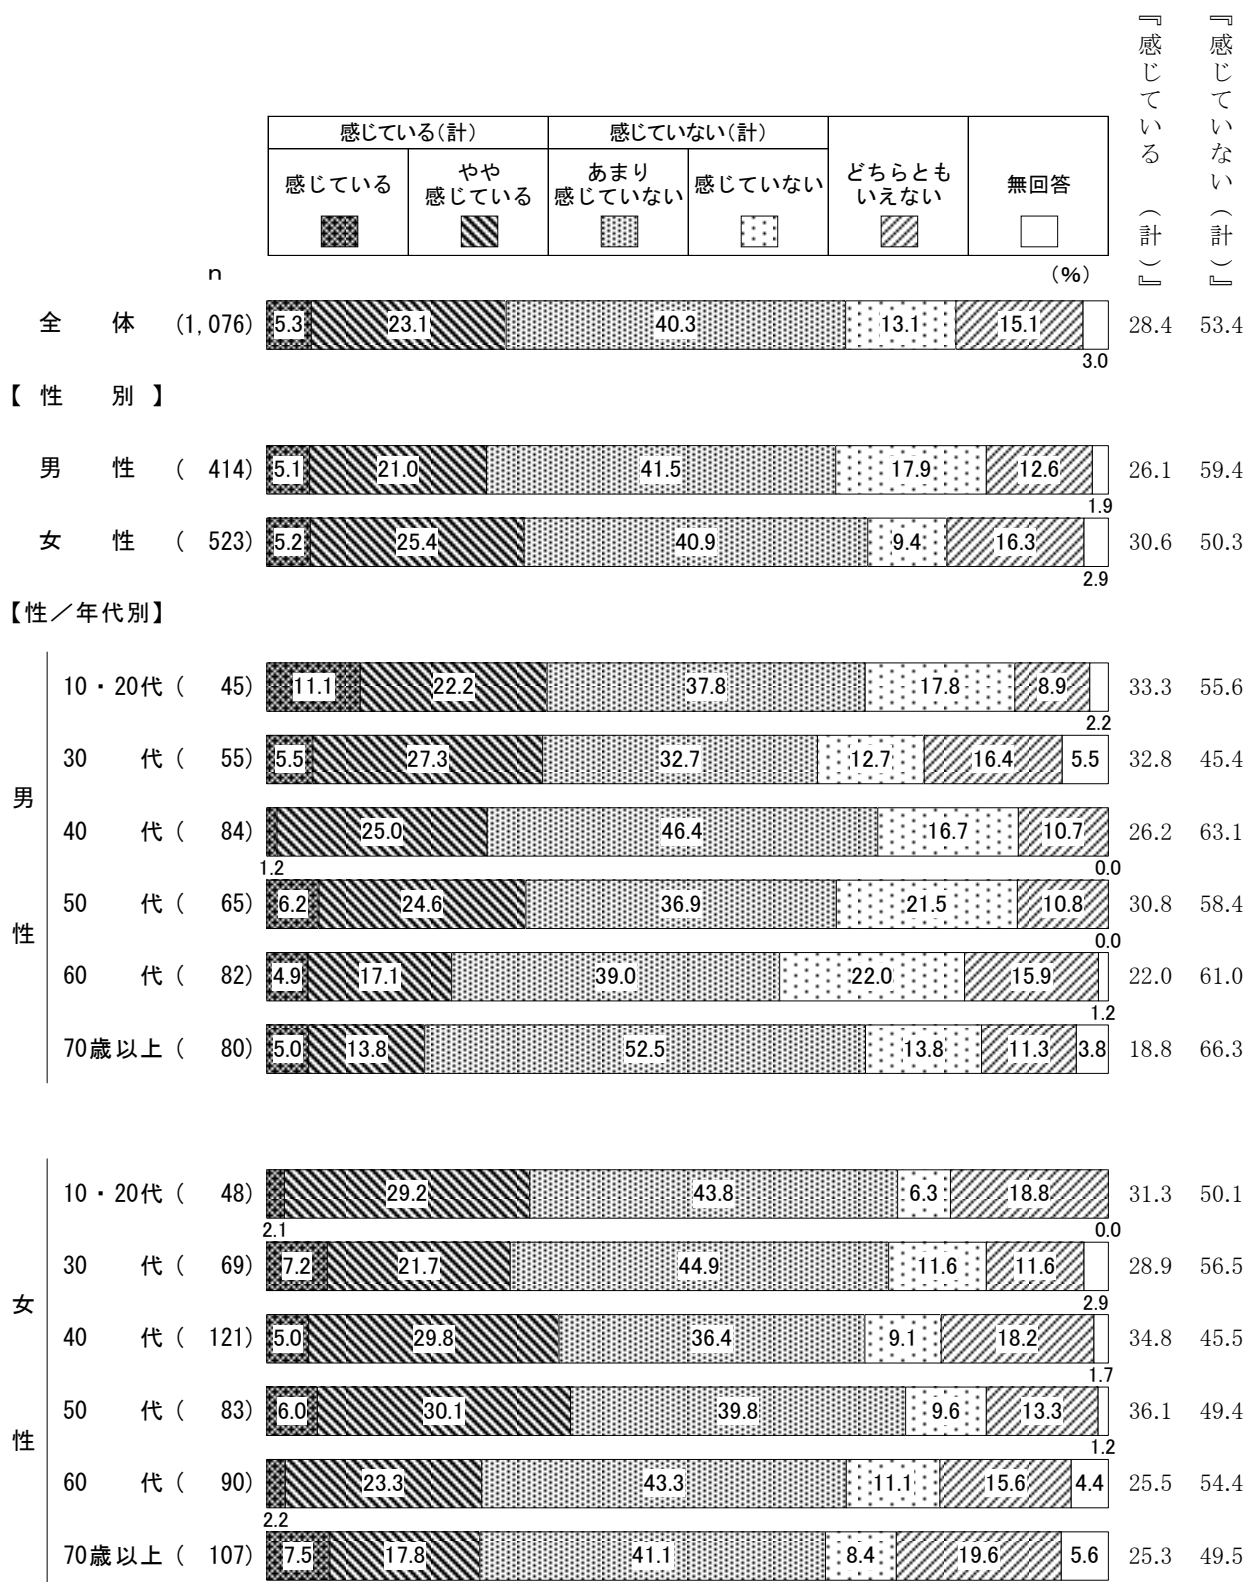 『感じている（計）』
『感じていない（計）』
感じている（計） 感じていない（計）
感じている
やや
感じている
あまり
感じていない
感じていない
どちらとも
いえない
無回答
n （％）
全 体 (1,076) 5.3 23.1 40.3 13.1 15.1 28.4 53.4
3.0
【 性 別 】
男 性 ( 414) 5.1 21.0 41.5 17.9 12.6 26.1 59.4
1.9
女 性 ( 523) 5.2 25.4 40.9 9.4 16.3 30.6 50.3
2.9
【性／年代別】
男性
10・20代 ( 45) 11.1 22.2 37.8 17.8 8.9 33.3 55.6
2.2
30 代 ( 55) 5.5 27.3 32.7 12.7 16.4 5.5 32.8 45.4
40 代 ( 84) 25.0 46.4 16.7 10.7 26.2 63.1
1.2 0.0
50 代 ( 65) 6.2 24.6 36.9 21.5 10.8 30.8 58.4
0.0
60 代 ( 82) 4.9 17.1 39.0 22.0 15.9 22.0 61.0
1.2
70歳以上 ( 80) 5.0 13.8 52.5 13.8 11.3 3.8 18.8 66.3
女性
10・20代 ( 48) 29.2 43.8 6.3 18.8 31.3 50.1
2.1 0.0
30 代 ( 69) 7.2 21.7 44.9 11.6 11.6 28.9 56.5
2.9
40 代 ( 121) 5.0 29.8 36.4 9.1 18.2 34.8 45.5
1.7
50 代 ( 83) 6.0 30.1 39.8 9.6 13.3 36.1 49.4
1.2
60 代 ( 90) 23.3 43.3 11.1 15.6 4.4 25.5 54.4
2.2
70歳以上 ( 107) 7.5 17.8 41.1 8.4 19.6 5.6 25.3 49.5